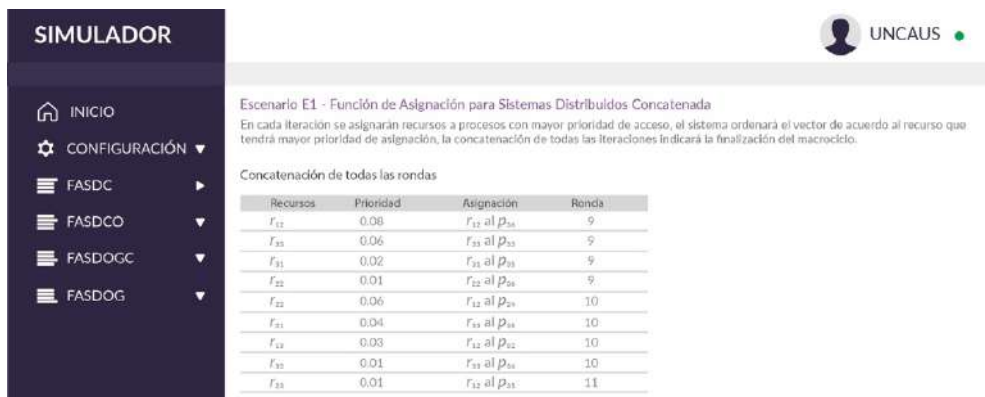 SIMULADOR
UNCAUS
INICIO
CONFIGURACIÓN
FASDC
FASDCO
FASDOGC
FASDOG
Escenario E1 - Función de Asignación para Sistemas Distribuidos Concatenada
En cada iteración se asignarán recursos a procesos con mayor prioridad de acceso, el sistema ordenará el vector de acuerdo al recurso que
tendrá mayor prioridad de asignación, la concatenación de todas las iteraciones indicará la finalización del macrociclo.
Concatenación de todas las rondas
Recursos Prioridad Asignación Ronda
0.08 al 9
0.06 al 9
0.02 al 9
0.01 al 9
0.06 al 10
0.04 al 10
0.03 al 10
0.01 al 10
0.01 al 11